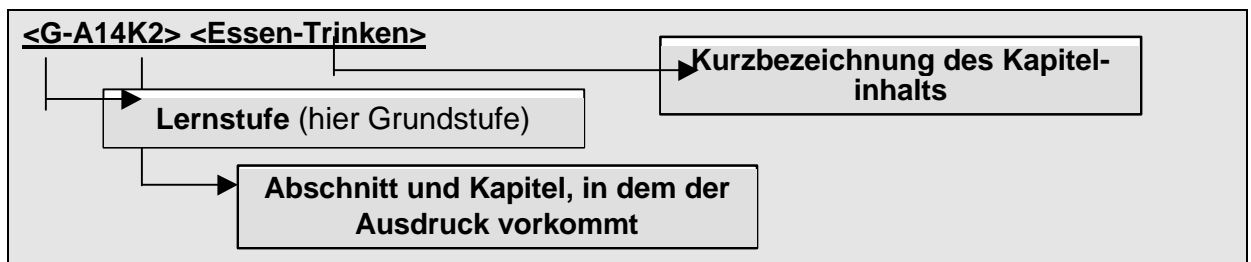 <G-A14K2> <Essen-Trinken>
Kurzbezeichnung des Kapitel-
inhalts
Lernstufe (hier Grundstufe)
Abschnitt und Kapitel, in dem der
Ausdruck vorkommt